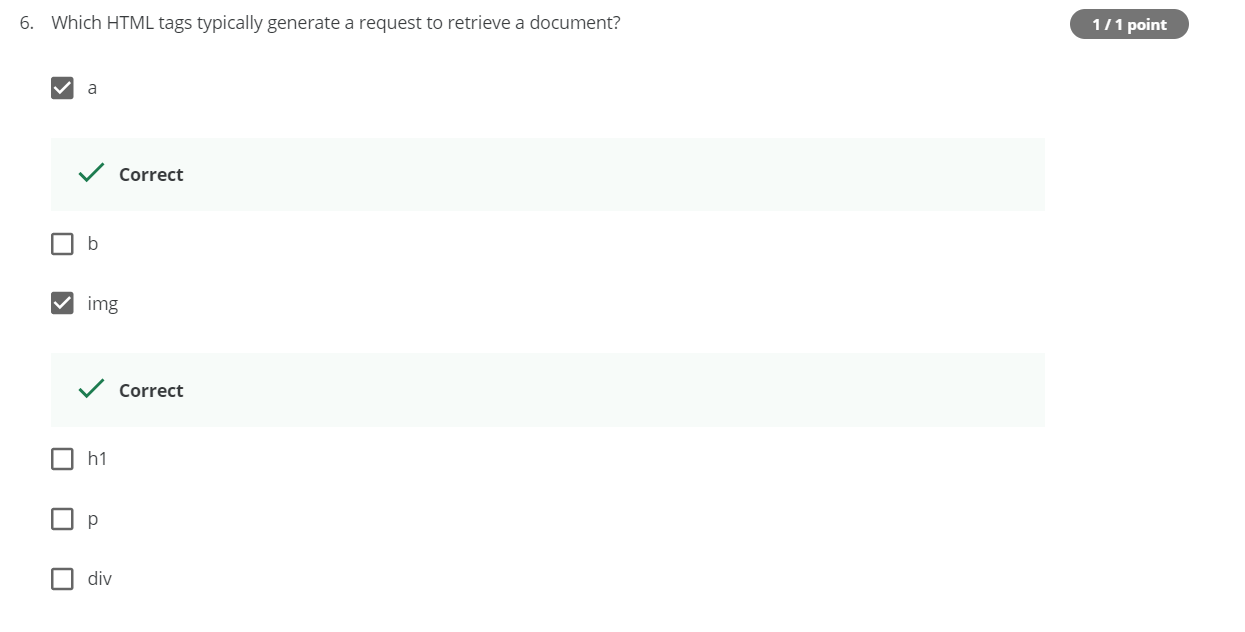 6. Which HTML tags typically generate a request to retrieve a document?
1 / 1 point
a
Correct
b
img
Correct
h1
p
div